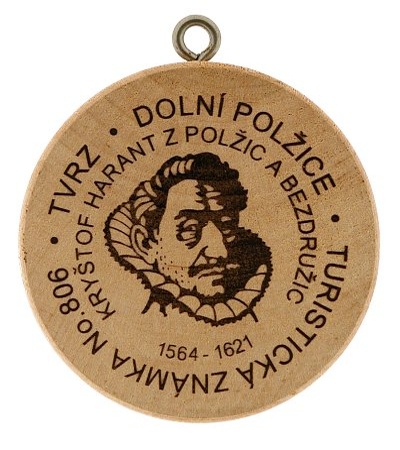 TVRZ • DOLNÍ POLŽICE • TURISTICKÁ ZNÁMKA No.806 •
KRYŠTOF HARANT Z POLŽIC A BEZDRUŽIC
1564 - 1621